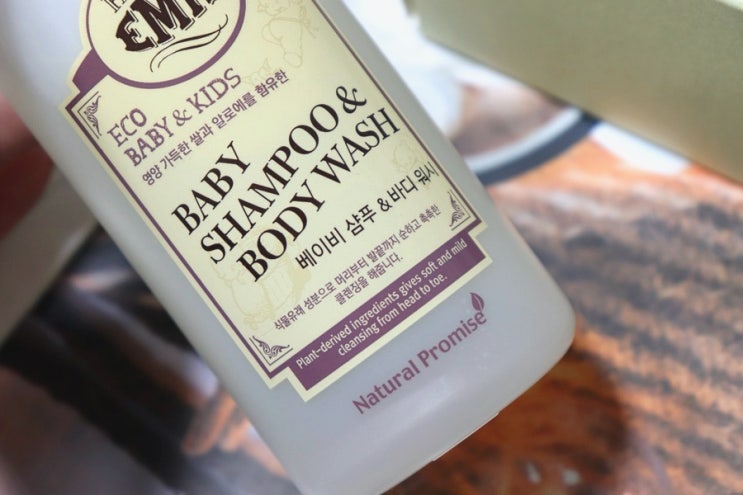 ECO
BABY & KIDS
영양 가득한 쌀과 알로에를 함유한
BABY
SHAMPOO &
BODY WASH
베이비 샴푸 & 바디 워시
식물유래 성분으로 머리부터 발끝까지 순하고 촉촉한
클렌징을 해줍니다.
Plant-derived ingredients gives soft and mild
cleansing from head to toe.
Natural Promise